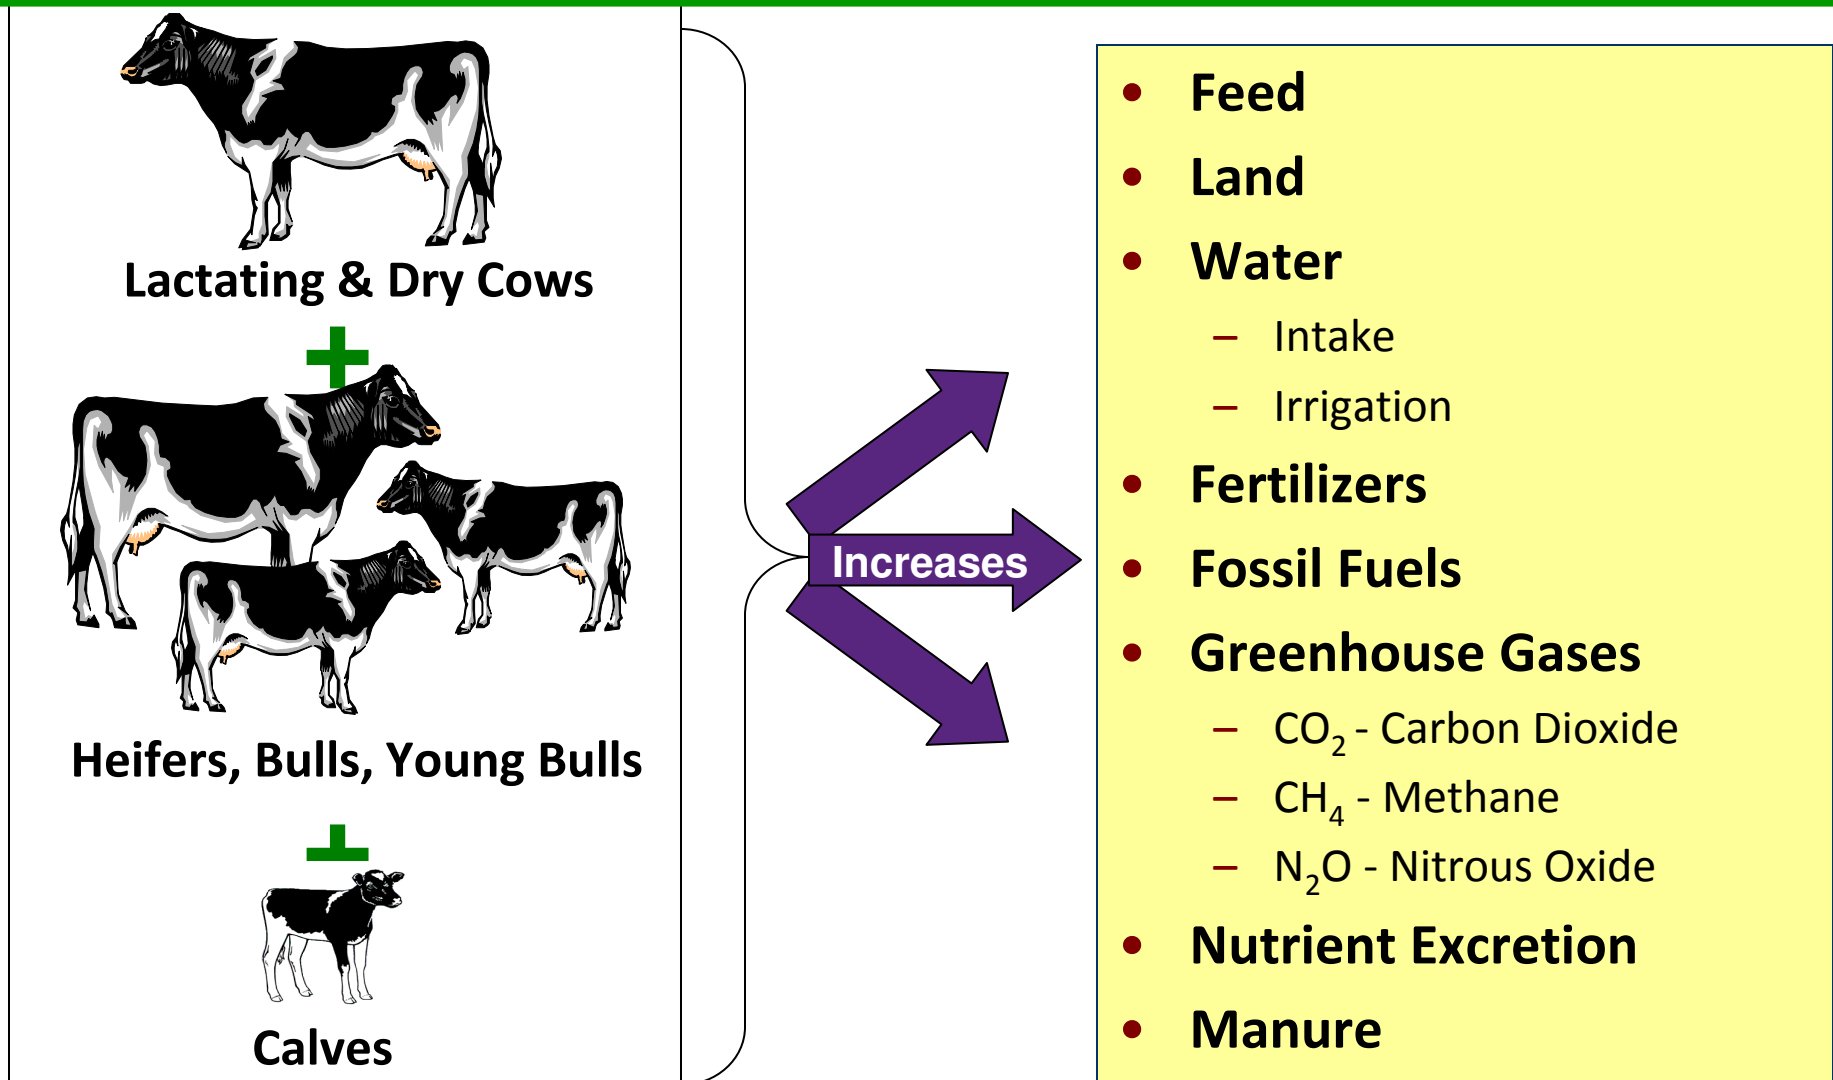 Lactating & Dry Cows
Heifers, Bulls, Young Bulls
Calves
Increases
• Feed
• Land
• Water
– Intake
– Irrigation
• Fertilizers
• Fossil Fuels
• Greenhouse Gases
– CO₂ - Carbon Dioxide
– CH₄ - Methane
– N₂O - Nitrous Oxide
• Nutrient Excretion
• Manure